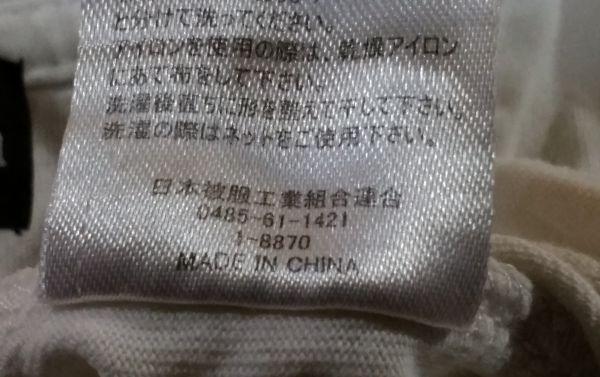 と分けて洗ってください。
アイロンを使用の際は、乾燥アイロン
にあて布をして下さい。
洗濯後直ちに形を整えて干して下さい。
洗濯の際はネットをご使用下さい。
日本被服工業組合連合
0485-61-1421
1-8870
MADE IN CHINA